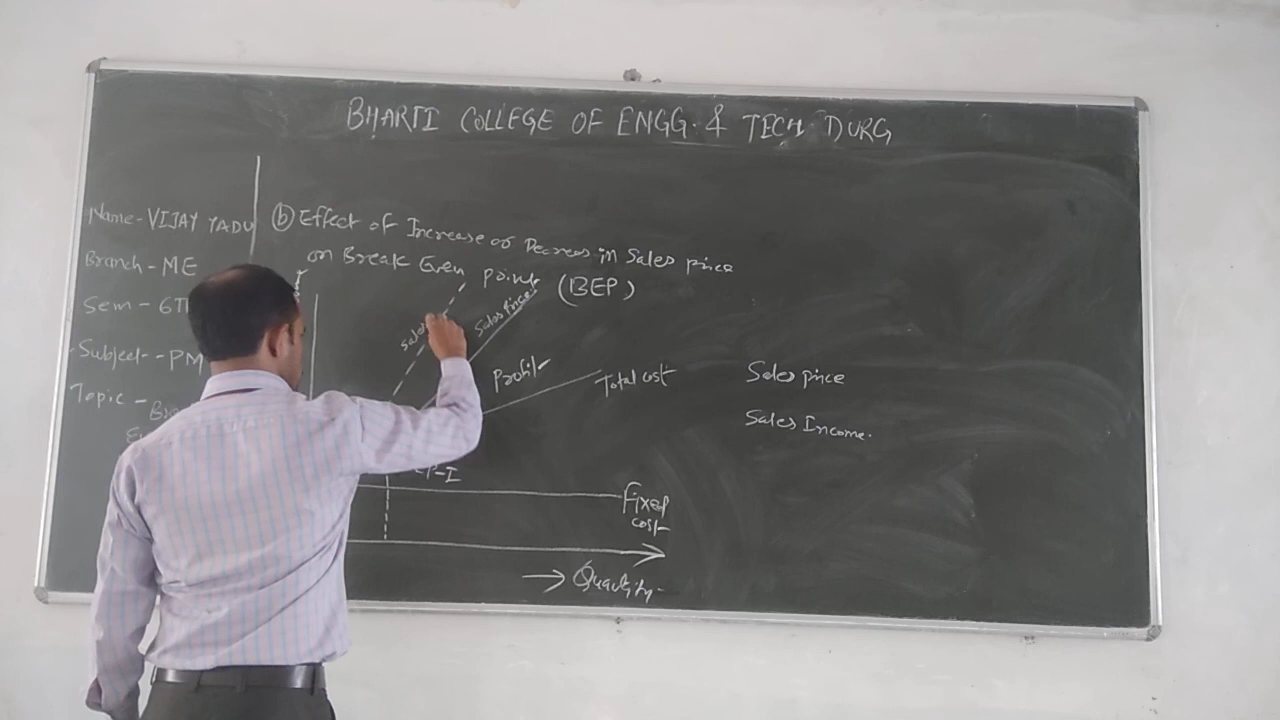 BHARTI COLLEGE OF ENGG. & TECH. DURG
Name - VIJAY YADU
Branch - ME
Sem - 6T
Subject - PM
Topic -
(b) Effect of Increase or Decreas in Sales price
on Break Even point (BEP)
Sales
Sales Price
Profit
Total cost
P-I
Fixed
cost
→ Quantity
Sales price
Sales Income.